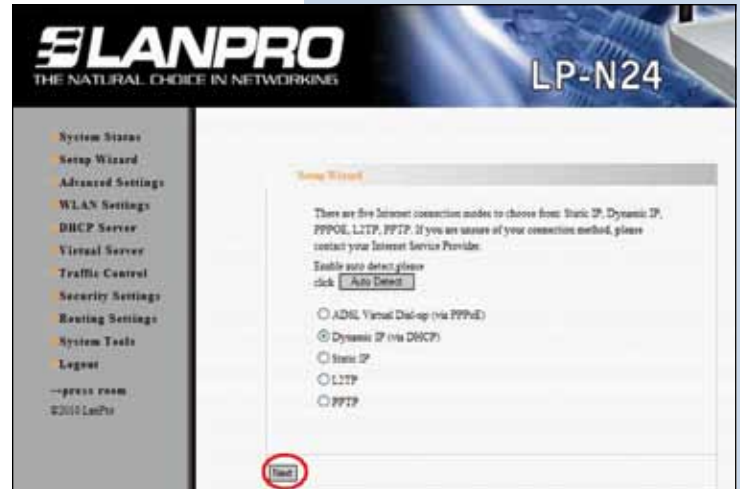 LANPRO
THE NATURAL CHOICE IN NETWORKING
LP-N24
System Status
Setup Wizard
Advanced Settings
WLAN Settings
DHCP Server
Virtual Server
Traffic Control
Security Settings
Routing Settings
System Tools
Logout
→press room
©2010 LanPro
Setup Wizard
There are five Internet connection modes to choose from: Static IP, Dynamic IP,
PPPOE, L2TP, PPTP. If you are unsure of your connection method, please
contact your Internet Service Provider.
Enable auto detect,please
click Auto Detect
ADSL Virtual Dial-up (via PPPoE)
Dynamic IP (via DHCP)
Static IP
L2TP
PPTP
Next